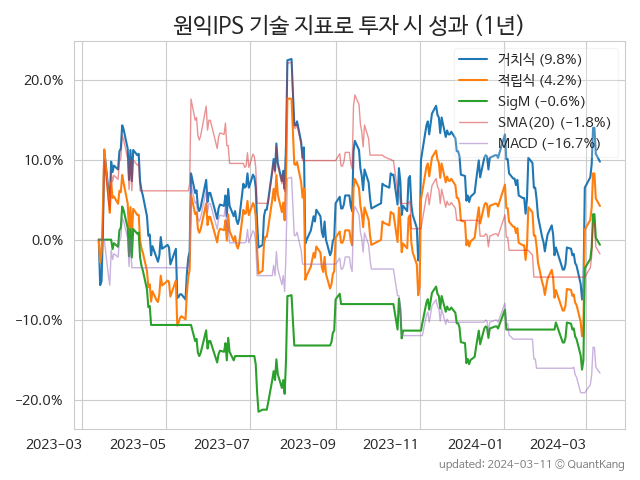 원익IPS 기술 지표로 투자 시 성과 (1년)
거치식 (9.8%)
적립식 (4.2%)
SigM (−0.6%)
SMA(20) (−1.8%)
MACD (−16.7%)
20.0%
10.0%
0.0%
−10.0%
−20.0%
2023-03 2023-05 2023-07 2023-09 2023-11 2024-01 2024-03
updated: 2024-03-11 © QuantKang